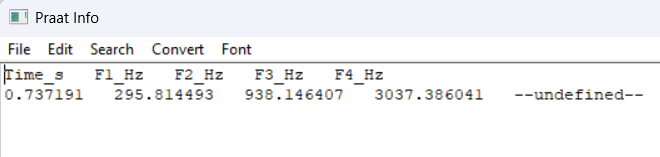 Praat Info
File Edit Search Convert Font
Time_s F1_Hz F2_Hz F3_Hz F4_Hz
0.737191 295.814493 938.146407 3037.386041 --undefined--